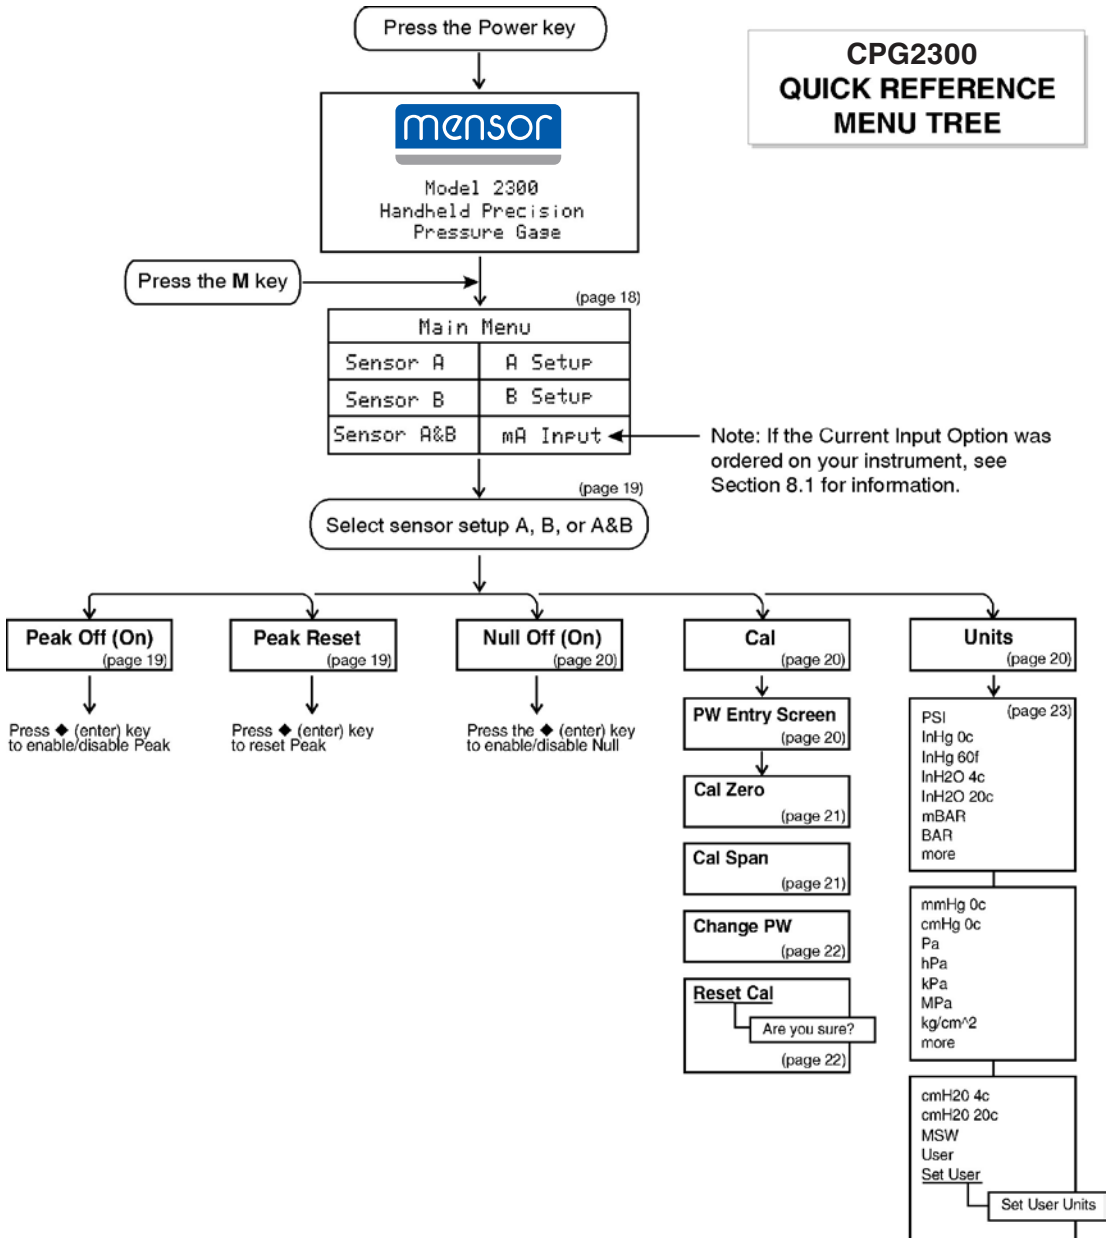 Press the Power key
CPG2300
QUICK REFERENCE
MENU TREE
mensor
Model 2300
Handheld Precision
Pressure Gage
Press the M key
(page 18)
Main Menu
Sensor A
A Setup
Sensor B
B Setup
Sensor A&B
mA Input
Note: If the Current Input Option was
ordered on your instrument, see
Section 8.1 for information.
(page 19)
Select sensor setup A, B, or A&B
Peak Off (On)
(page 19)
Press ◆ (enter) key
to enable/disable Peak
Peak Reset
(page 19)
Press ◆ (enter) key
to reset Peak
Null Off (On)
(page 20)
Press the ◆ (enter) key
to enable/disable Null
Cal
(page 20)
PW Entry Screen
(page 20)
Cal Zero
(page 21)
Cal Span
(page 21)
Change PW
(page 22)
Reset Cal
Are you sure?
(page 22)
Units
(page 20)
(page 23)
PSI
InHg 0c
InHg 60f
InH2O 4c
InH2O 20c
mBAR
BAR
more
mmHg 0c
cmHg 0c
Pa
hPa
kPa
MPa
kg/cm^2
more
cmH20 4c
cmH20 20c
MSW
User
Set User
Set User Units